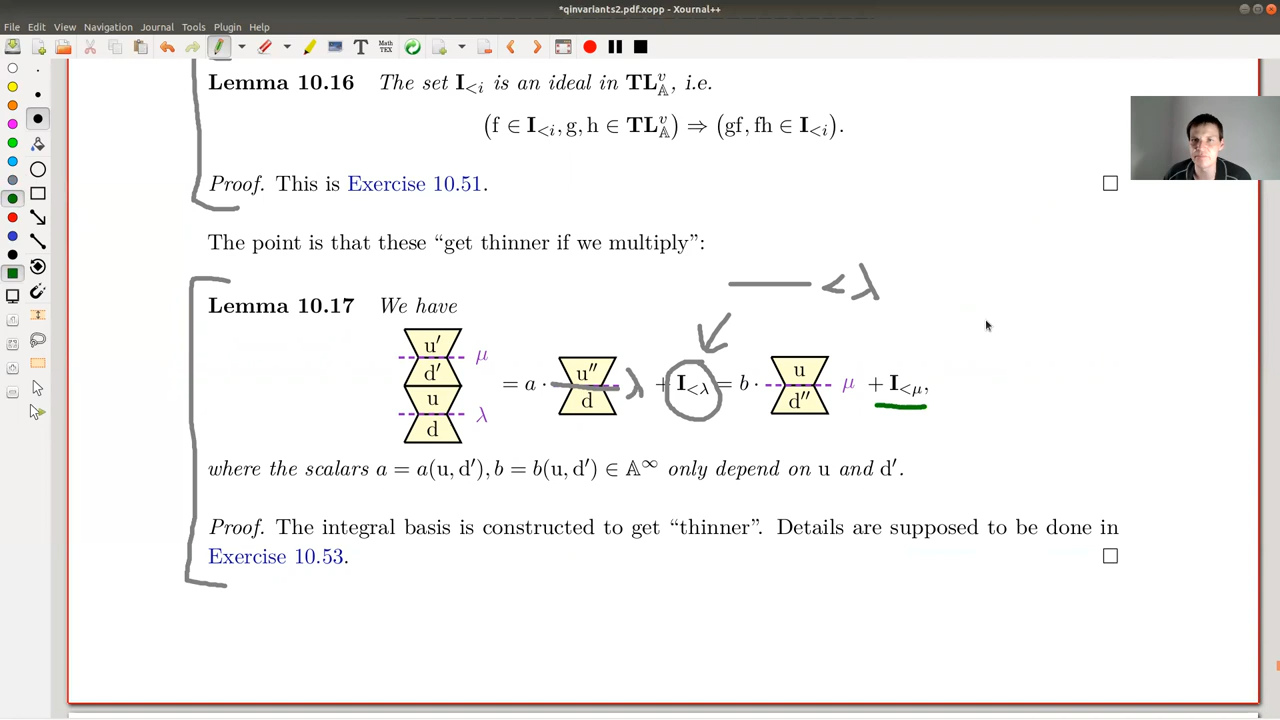 *qinvariants2.pdf.xopp - Xournal++
File Edit View Navigation Journal Tools Plugin Help
T Math TEX
Lemma 10.16 The set I<i is an ideal in TL^v_𝔸, i.e.
(f ∈ I<i, g, h ∈ TL^v_𝔸) ⇒ (gf, fh ∈ I<i).
Proof. This is Exercise 10.51. □
The point is that these “get thinner if we multiply”:
< λ
Lemma 10.17 We have
u′ μ
d′
u λ
d
= a · u″ d λ + I<λ = b · u d″ μ + I<μ,
where the scalars a = a(u, d′), b = b(u, d′) ∈ 𝔸^∞ only depend on u and d′.
Proof. The integral basis is constructed to get “thinner”. Details are supposed to be done in
Exercise 10.53. □